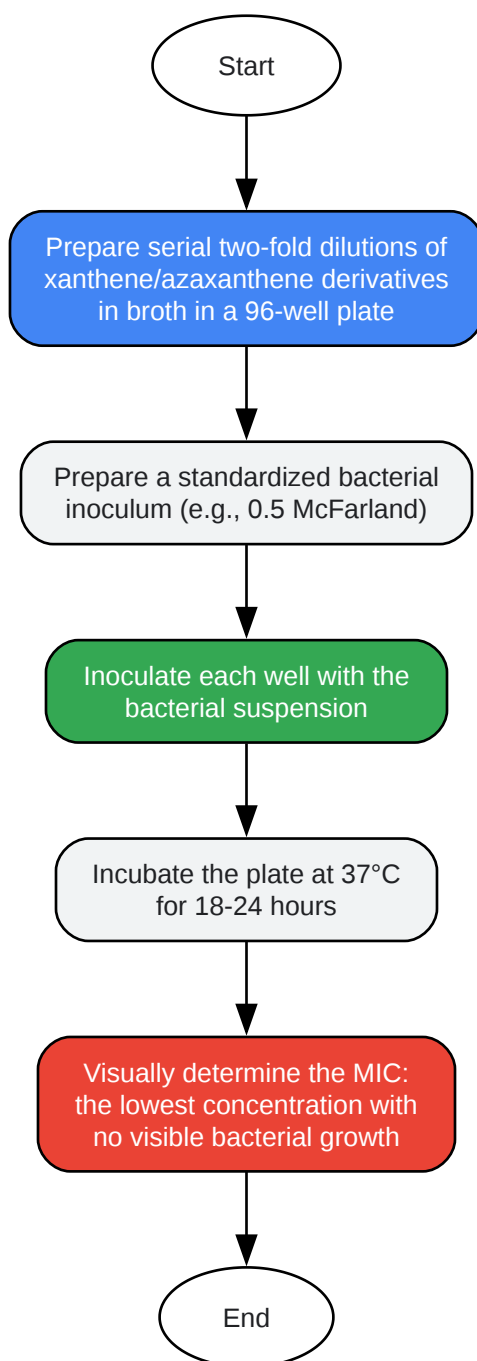 Start
Prepare serial two-fold dilutions of
xanthene/azaxanthene derivatives
in broth in a 96-well plate
Prepare a standardized bacterial
inoculum (e.g., 0.5 McFarland)
Inoculate each well with the
bacterial suspension
Incubate the plate at 37°C
for 18-24 hours
Visually determine the MIC:
the lowest concentration with
no visible bacterial growth
End